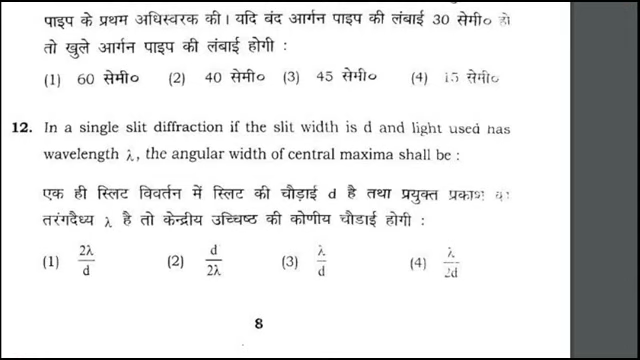 पाइप के प्रथम अधिस्वरक की। यदि बंद आर्गन पाइप की लंबाई 30 सेमी० हो
तो खुले आर्गन पाइप की लंबाई होगी :
(1) 60 सेमी० (2) 40 सेमी० (3) 45 सेमी० (4) 15 सेमी०
12. In a single slit diffraction if the slit width is d and light used has
wavelength λ, the angular width of central maxima shall be :
एक ही स्लिट विवर्तन में स्लिट की चौड़ाई d है तथा प्रयुक्त प्रकाश का
तरंगदैध्य λ है तो केन्द्रीय उच्चिष्ठ की कोणीय चौडाई होगी :
(1) 2λ/d (2) d/2λ (3) λ/d (4) λ/2d
8